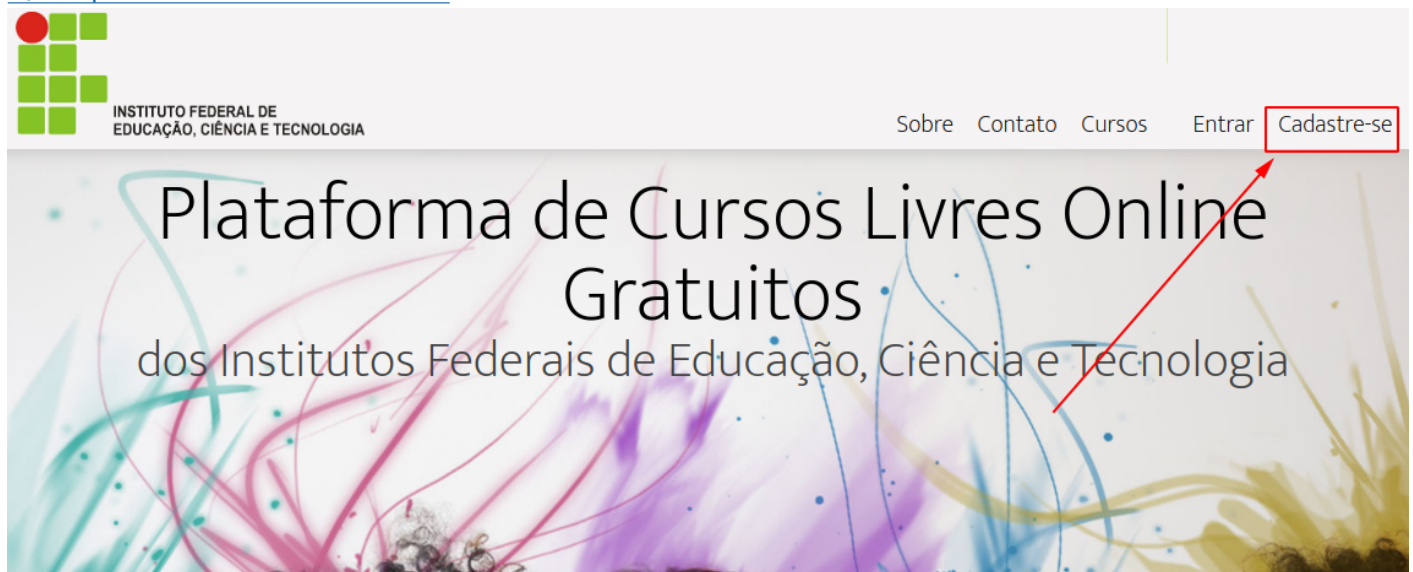 INSTITUTO FEDERAL DE
EDUCAÇÃO, CIÊNCIA E TECNOLOGIA
Sobre Contato Cursos Entrar Cadastre-se
Plataforma de Cursos Livres Online
Gratuitos
dos Institutos Federais de Educação, Ciência e Tecnologia